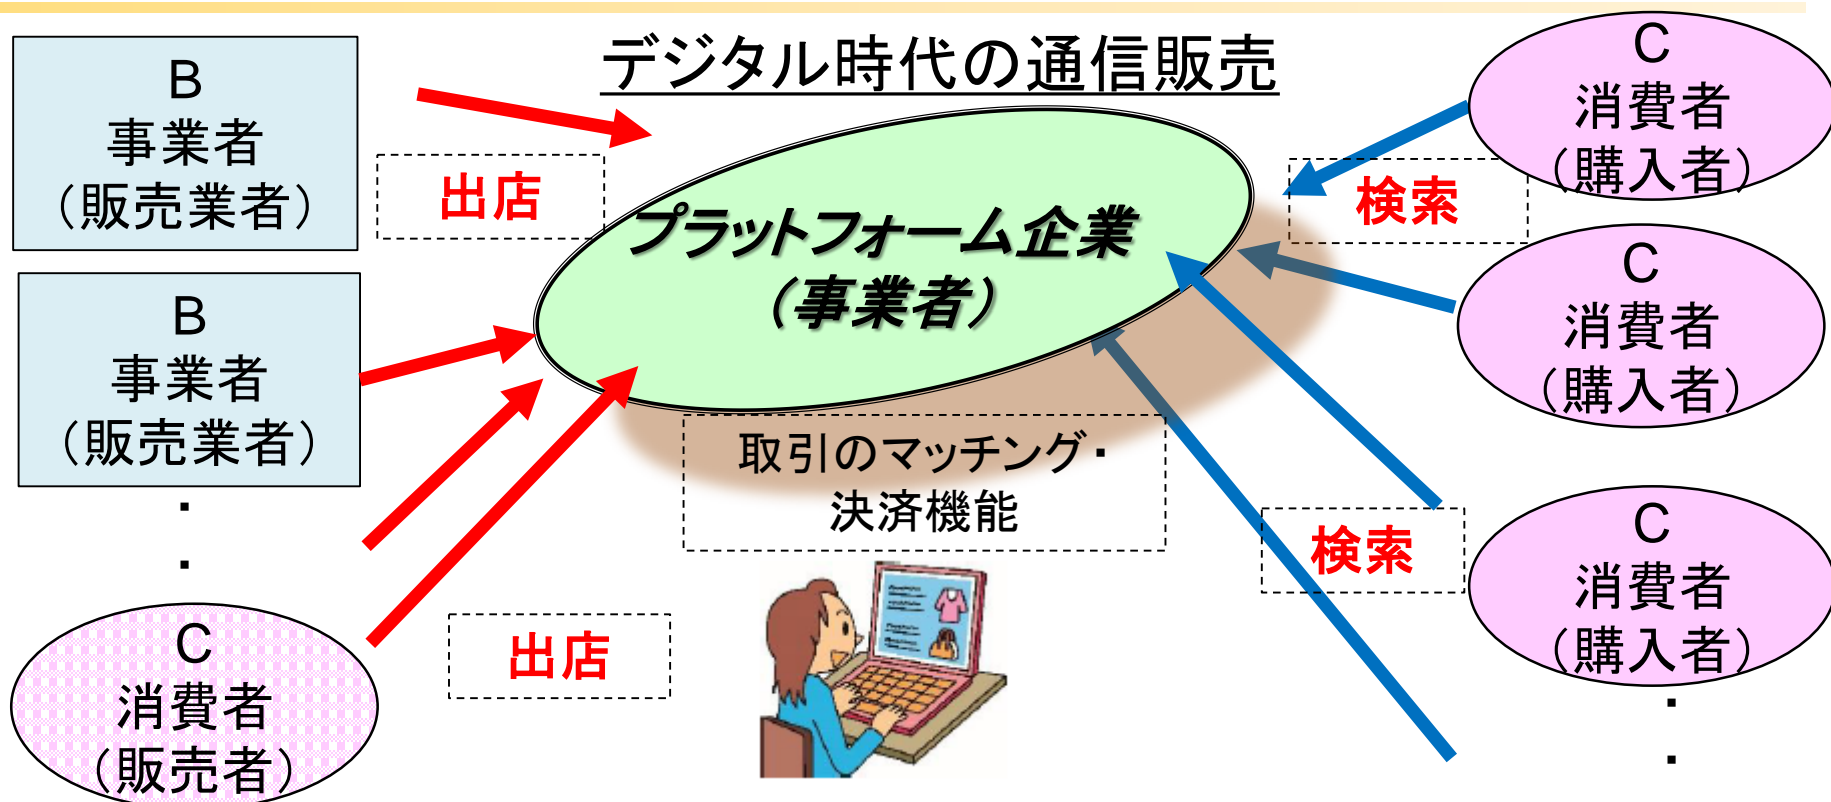 デジタル時代の通信販売
B
事業者
（販売業者）
B
事業者
（販売業者）
・
・
C
消費者
（販売者）
出店
出店
プラットフォーム企業
（事業者）
取引のマッチング・
決済機能
検索
検索
C
消費者
（購入者）
C
消費者
（購入者）
C
消費者
（購入者）
・
・